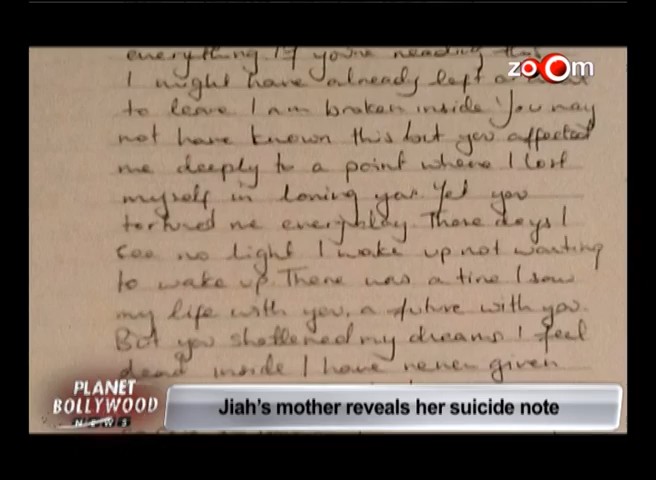 everything. If you're reading this
I might have already left or about
to leave. I am broken inside. You may
not have known this but you affected
me deeply to a point where I lost
myself in loving you. Yet you
tortured me everyday. These days I
see no light I wake up not wanting
to wake up. There was a time I saw
my life with you, a future with you.
But you shattened my dreams I feel
dead inside I have never given
zoom
PLANET
BOLLYWOOD
NEWS
Jiah's mother reveals her suicide note